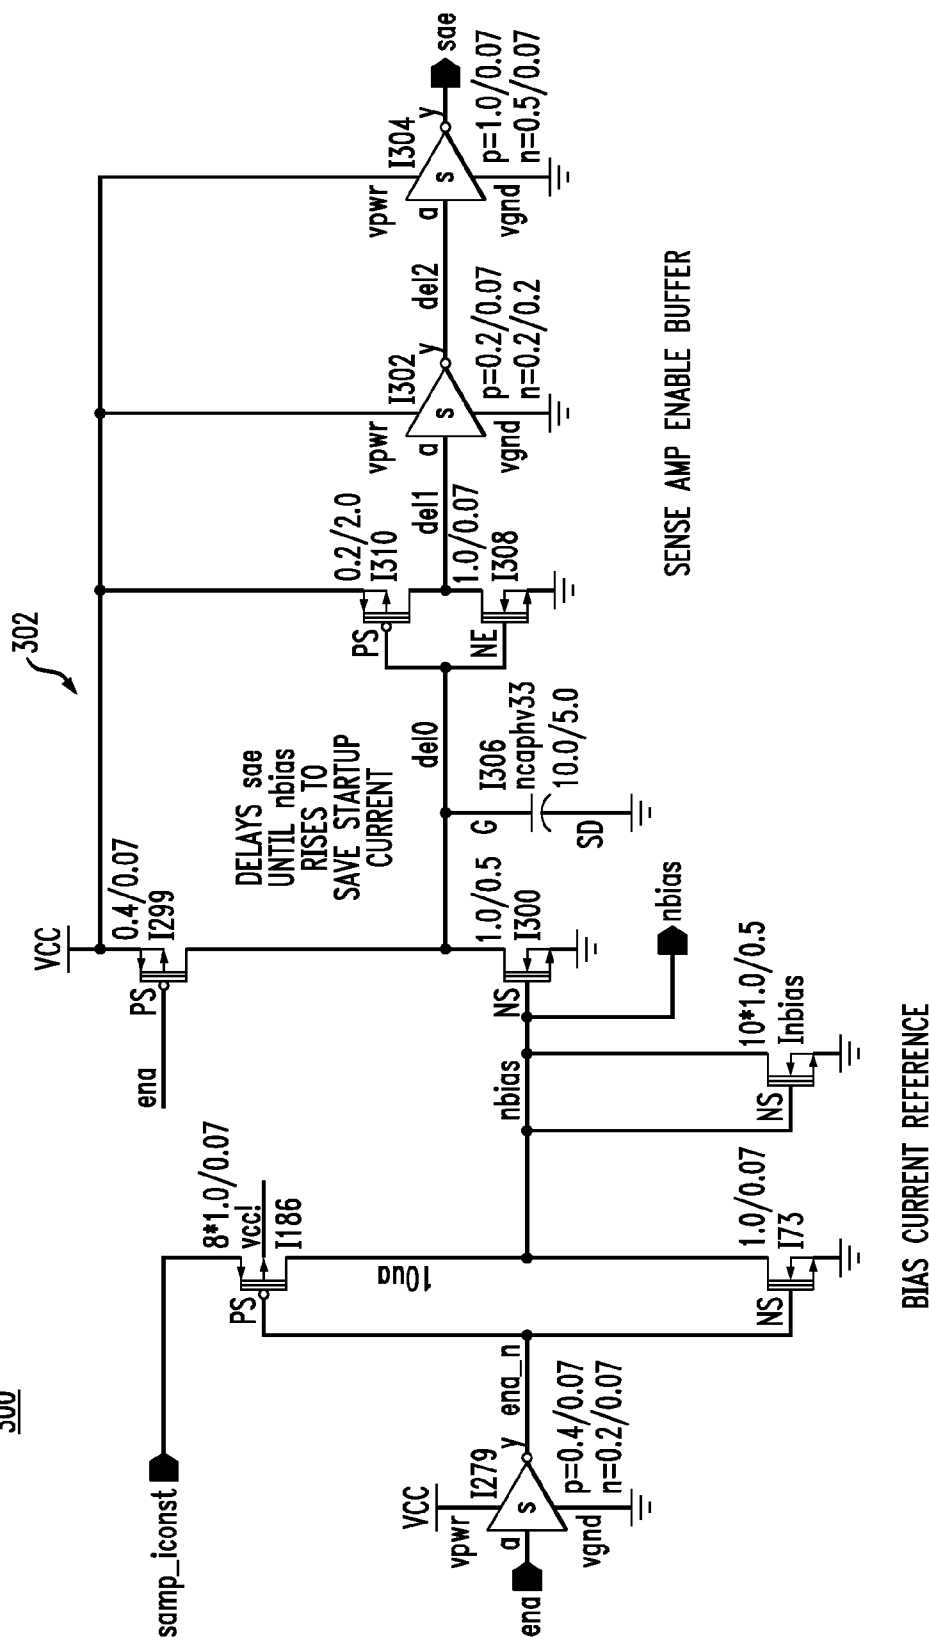 300
302
samp_iconst
ena
VCC
vpwr
I279
a
s
y
vgnd
p=0.4/0.07
n=0.2/0.07
ena_n
8*1.0/0.07
vcc!
I186
PS
10ua
1.0/0.07
I73
NS
nbias
10*1.0/0.5
Inbias
NS
nbias
BIAS CURRENT REFERENCE
ena
VCC
0.4/0.07
I299
PS
1.0/0.5
I300
NS
DELAYS sae
UNTIL nbias
RISES TO
SAVE STARTUP
CURRENT
del0
G
I306
ncaphv33
10.0/5.0
SD
0.2/2.0
I310
PS
del1
1.0/0.07
I308
NE
vpwr
I302
a
s
y
vgnd
p=0.2/0.07
n=0.2/0.2
del2
vpwr
I304
a
s
y
vgnd
p=1.0/0.07
n=0.5/0.07
sae
SENSE AMP ENABLE BUFFER